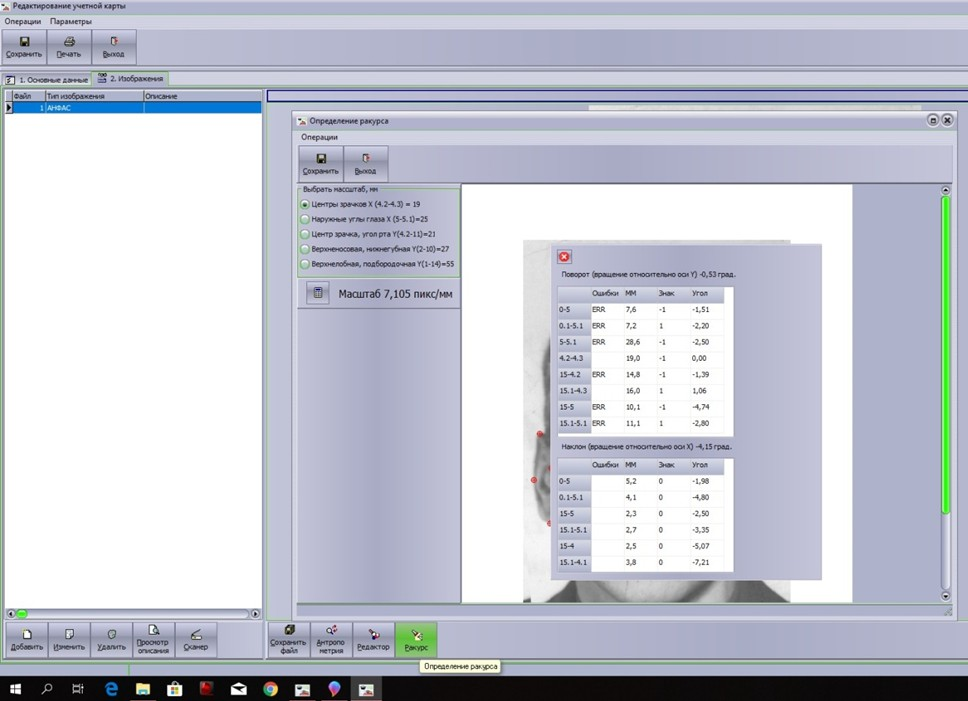 Редактирование учетной карты
Операции Параметры
Сохранить Печать Выход
1. Основные данные 2. Изображения
Файл Тип изображения Описание
1 АНФАС
Определение ракурса
Операции
Сохранить Выход
Выбрать масштаб, мм
Центры зрачков X (4.2-4.3) = 19
Наружные углы глаза X (5-5.1)=25
Центр зрачка, угол рта Y(4.2-11)=21
Верхненосовая, нижнегубная Y(2-10)=27
Верхнелобная, подбородочная Y(1-14)=55
Масштаб 7,105 пикс/мм
Поворот (вращение относительно оси Y) -0,53 град.
Ошибки ММ Знак Угол
0-5 ERR 7,6 -1 -1,51
0.1-5.1 ERR 7,2 1 -2,20
5-5.1 ERR 28,6 -1 -2,50
4.2-4.3 19,0 -1 0,00
15-4.2 ERR 14,8 -1 -1,39
15.1-4.3 16,0 1 1,06
15-5 ERR 10,1 -1 -4,74
15.1-5.1 ERR 11,1 1 -2,80
Наклон (вращение относительно оси X) -4,15 град.
Ошибки ММ Знак Угол
0-5 5,2 0 -1,98
0.1-5.1 4,1 0 -4,80
15-5 2,3 0 -2,50
15.1-5.1 2,7 0 -3,35
15-4 2,5 0 -5,07
15.1-4.1 3,8 0 -7,21
Добавить Изменить Удалить Просмотр описания Сканер
Сохранить файл Антропо метрия Редактор Ракурс
Определение ракурса